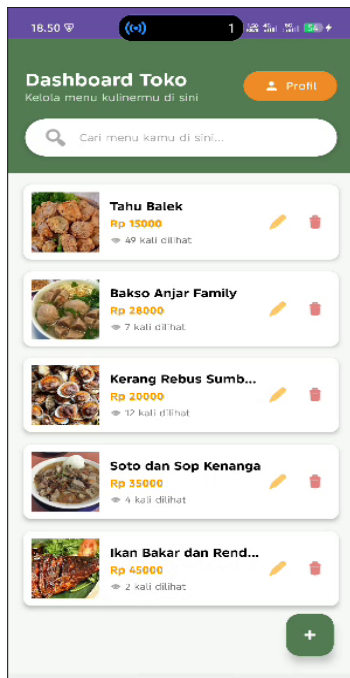 18.50
1
54
Dashboard Toko
Kelola menu kulinermu di sini
Profil
Cari menu kamu di sini...
Tahu Balek
Rp 15000
49 kali dilihat
Bakso Anjar Family
Rp 28000
7 kali dilihat
Kerang Rebus Sumb...
Rp 20000
12 kali dilihat
Soto dan Sop Kenanga
Rp 35000
4 kali dilihat
Ikan Bakar dan Rend...
Rp 45000
2 kali dilihat
+